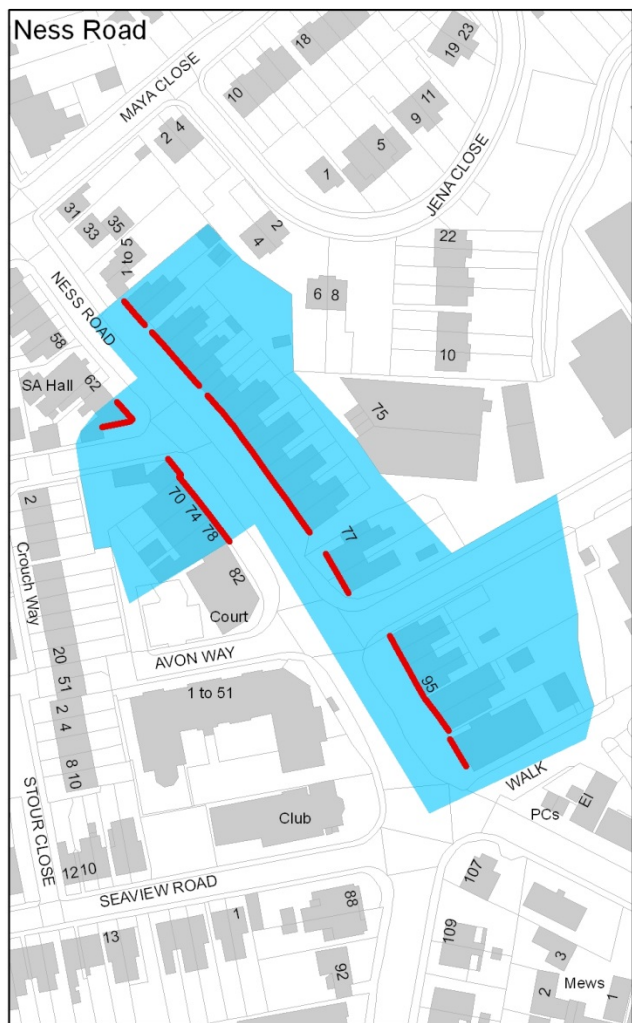 Ness Road
18
19 23
MAYA CLOSE
10
9 11
2 4
5
7
JENA CLOSE
31
33
35
1 to 5
2
4
22
NESS ROAD
6 8
58
10
62
SA Hall
75
70 74 78
2
77
82
Crouch Way
Court
AVON WAY
20 51
95
1 to 51
2 4
8 10
WALK
STOUR CLOSE
Club
PCs
El
12 10
SEAVIEW ROAD
107
88
1
13
109
92
3
Mews
2
1